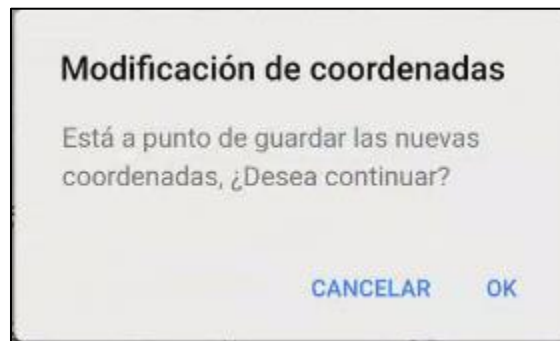 Modificación de coordenadas
Está a punto de guardar las nuevas
coordenadas, ¿Desea continuar?
CANCELAR OK